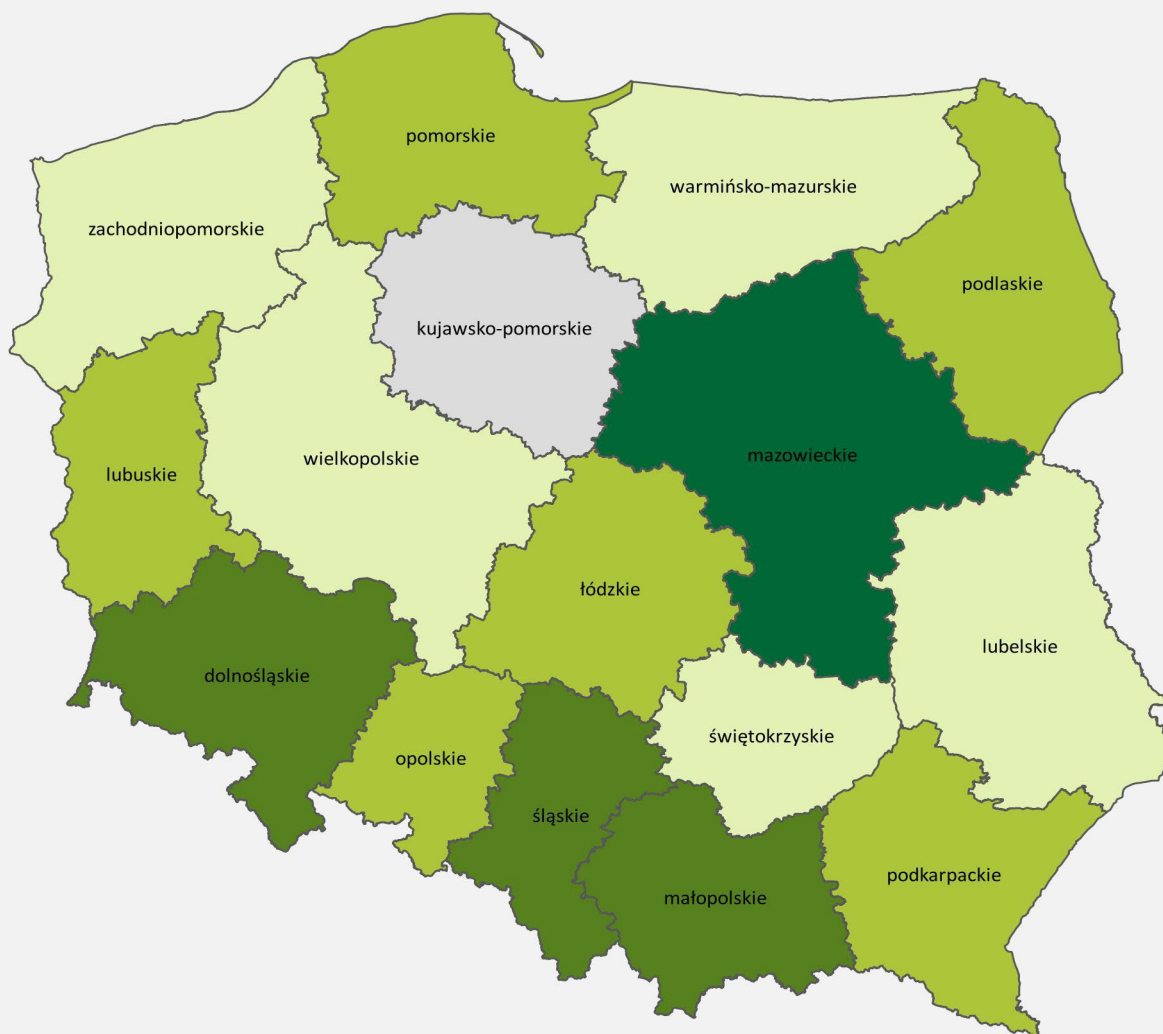 pomorskie
warmińsko-mazurskie
zachodniopomorskie
podlaskie
kujawsko-pomorskie
mazowieckie
wielkopolskie
lubuskie
łódzkie
lubelskie
dolnośląskie
świętokrzyskie
opolskie
śląskie
podkarpackie
małopolskie